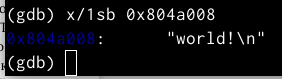 (gdb) x/1sb 0x804a008
0x804a008: "world!\n"
(gdb)